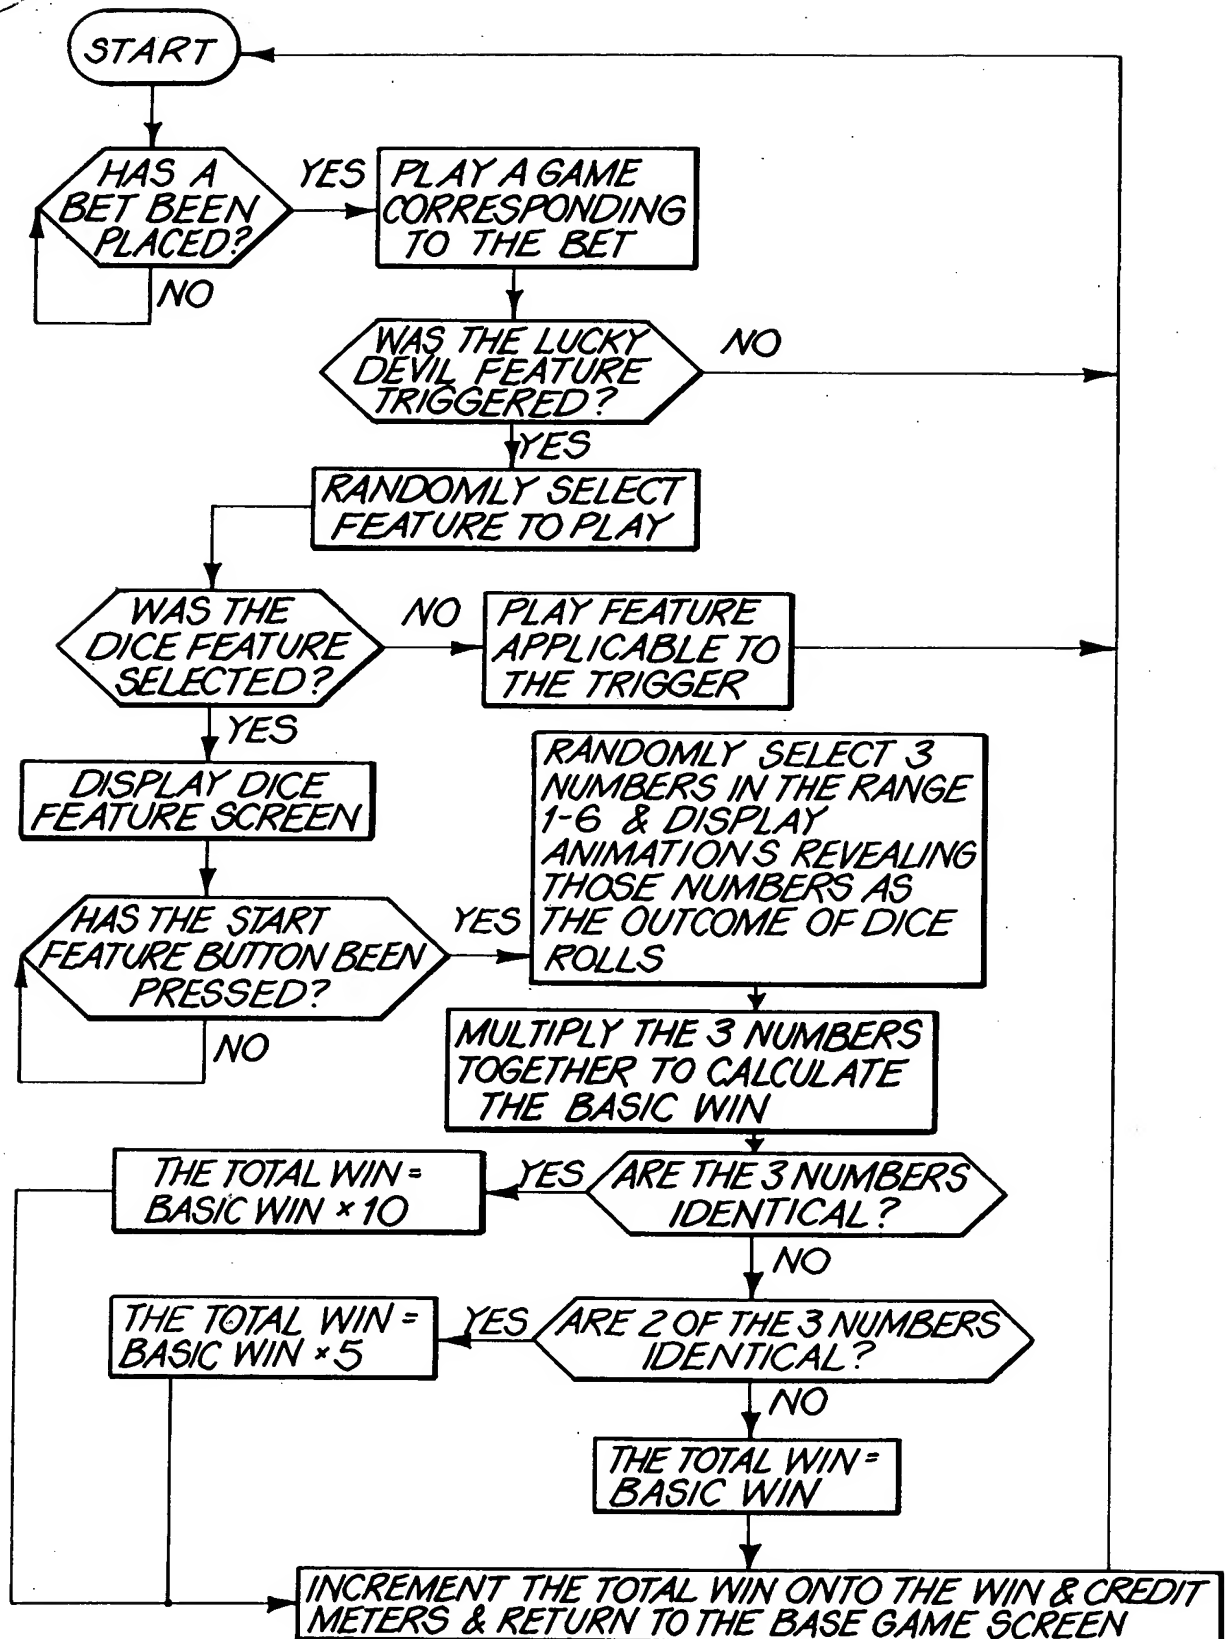 START
HAS A
BET BEEN
PLACED?
YES
NO
PLAY A GAME
CORRESPONDING
TO THE BET
WAS THE LUCKY
DEVIL FEATURE
TRIGGERED?
NO
YES
RANDOMLY SELECT
FEATURE TO PLAY
WAS THE
DICE FEATURE
SELECTED?
NO
YES
PLAY FEATURE
APPLICABLE TO
THE TRIGGER
DISPLAY DICE
FEATURE SCREEN
HAS THE START
FEATURE BUTTON BEEN
PRESSED?
YES
NO
RANDOMLY SELECT 3
NUMBERS IN THE RANGE
1-6 & DISPLAY
ANIMATIONS REVEALING
THOSE NUMBERS AS
THE OUTCOME OF DICE
ROLLS
MULTIPLY THE 3 NUMBERS
TOGETHER TO CALCULATE
THE BASIC WIN
ARE THE 3 NUMBERS
IDENTICAL?
YES
NO
THE TOTAL WIN =
BASIC WIN × 10
ARE 2 OF THE 3 NUMBERS
IDENTICAL?
YES
NO
THE TOTAL WIN =
BASIC WIN × 5
THE TOTAL WIN =
BASIC WIN
INCREMENT THE TOTAL WIN ONTO THE WIN & CREDIT
METERS & RETURN TO THE BASE GAME SCREEN